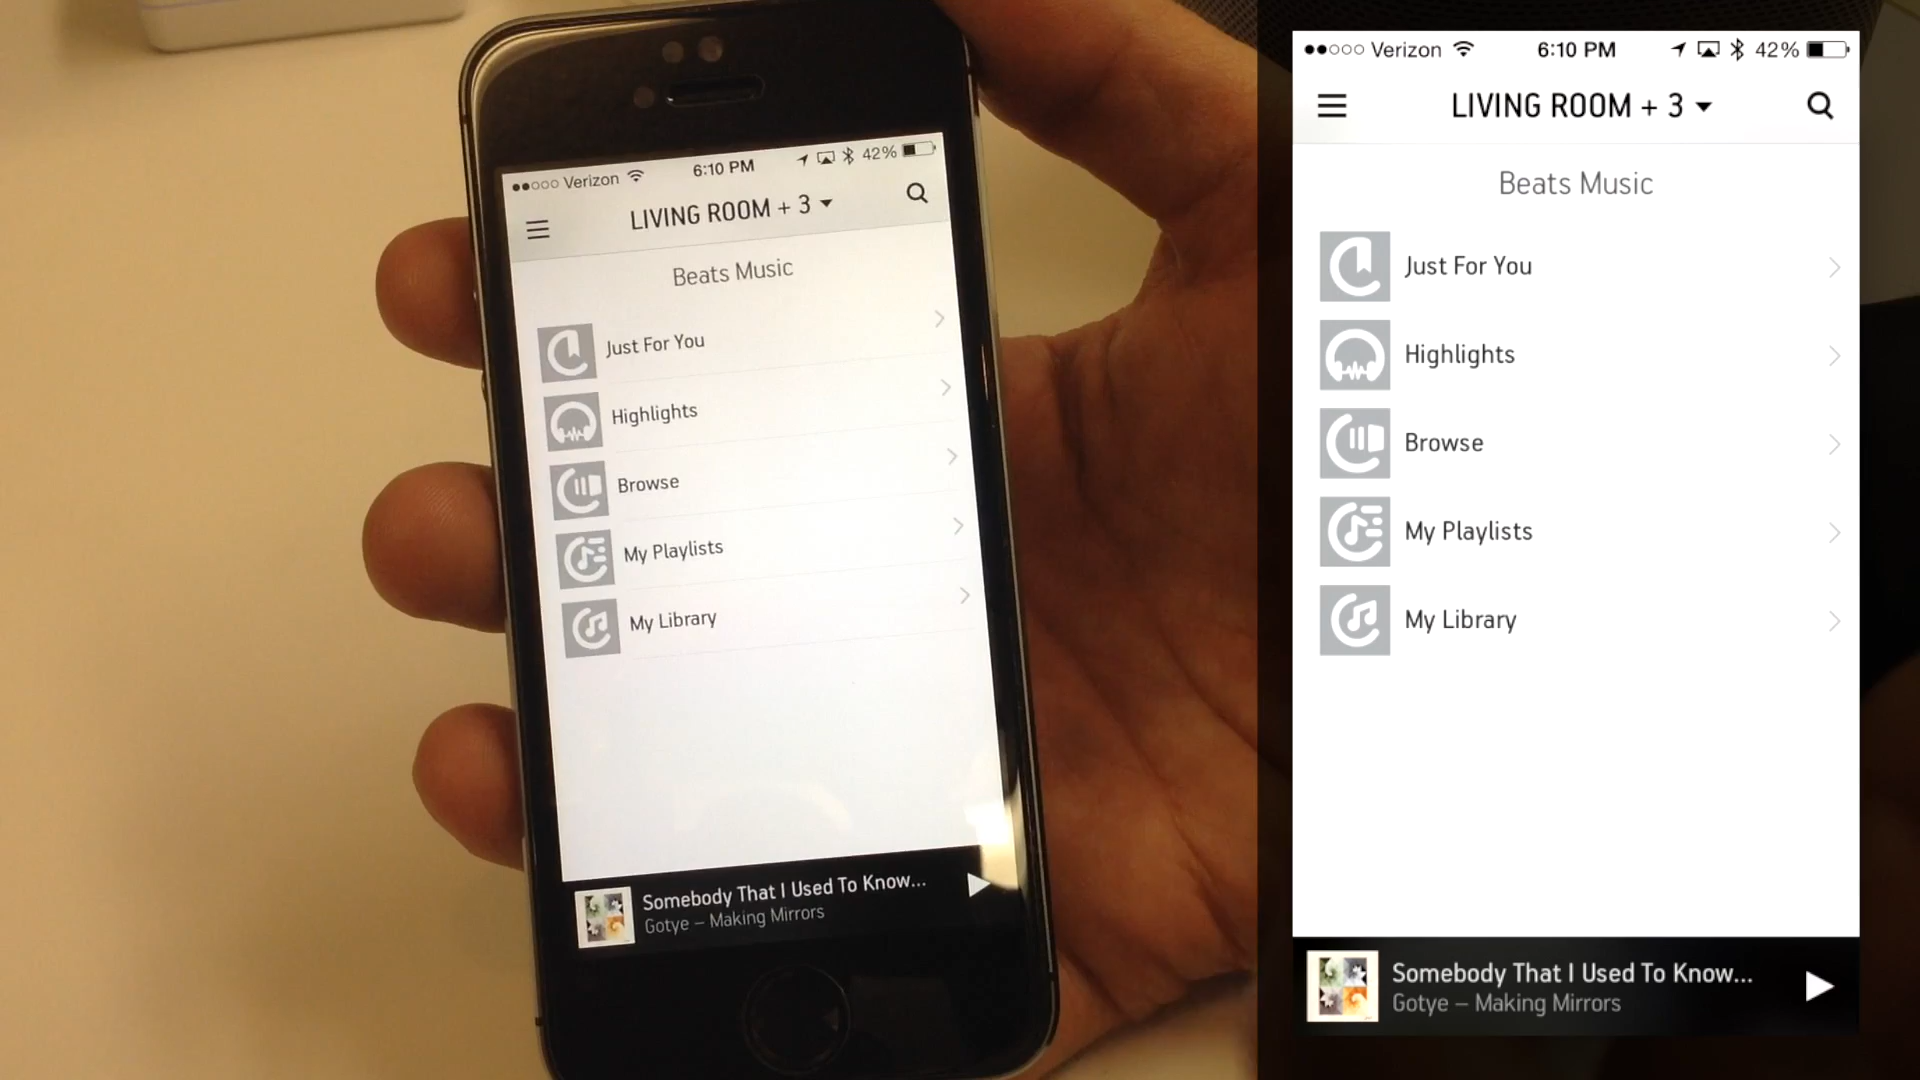 Verizon 6:10 PM 42%
LIVING ROOM + 3
Beats Music
Just For You
Highlights
Browse
My Playlists
My Library
Somebody That I Used To Know...
Gotye – Making Mirrors
Verizon 6:10 PM 42%
LIVING ROOM + 3
Beats Music
Just For You
Highlights
Browse
My Playlists
My Library
Somebody That I Used To Know...
Gotye – Making Mirrors